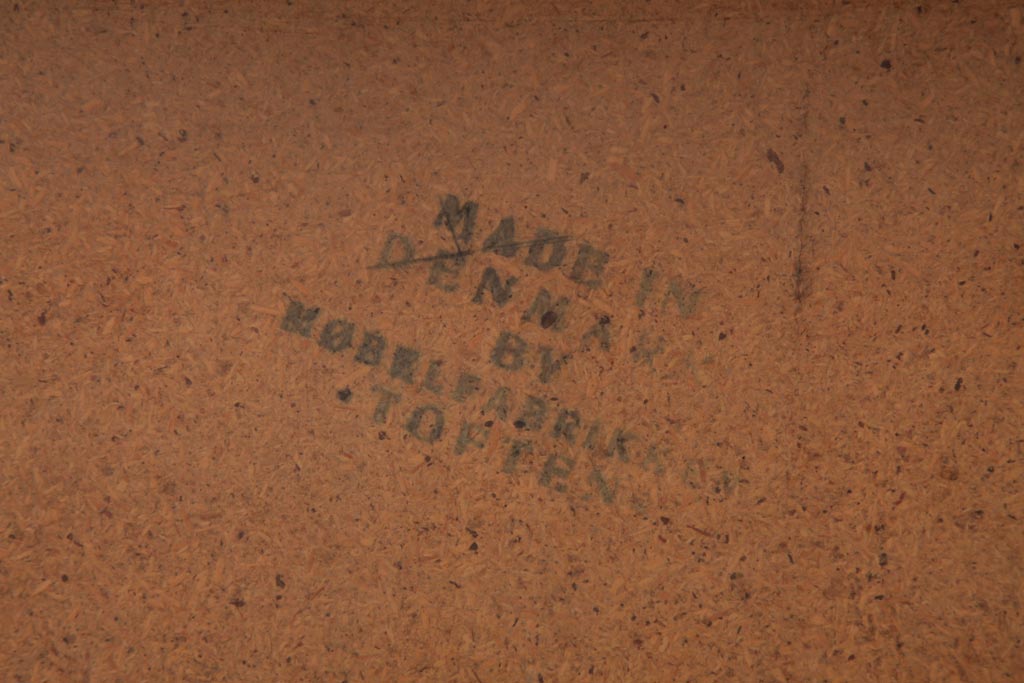 MADE IN
DENMARK
BY
MØBELFABRIKKEN
TOFTEN